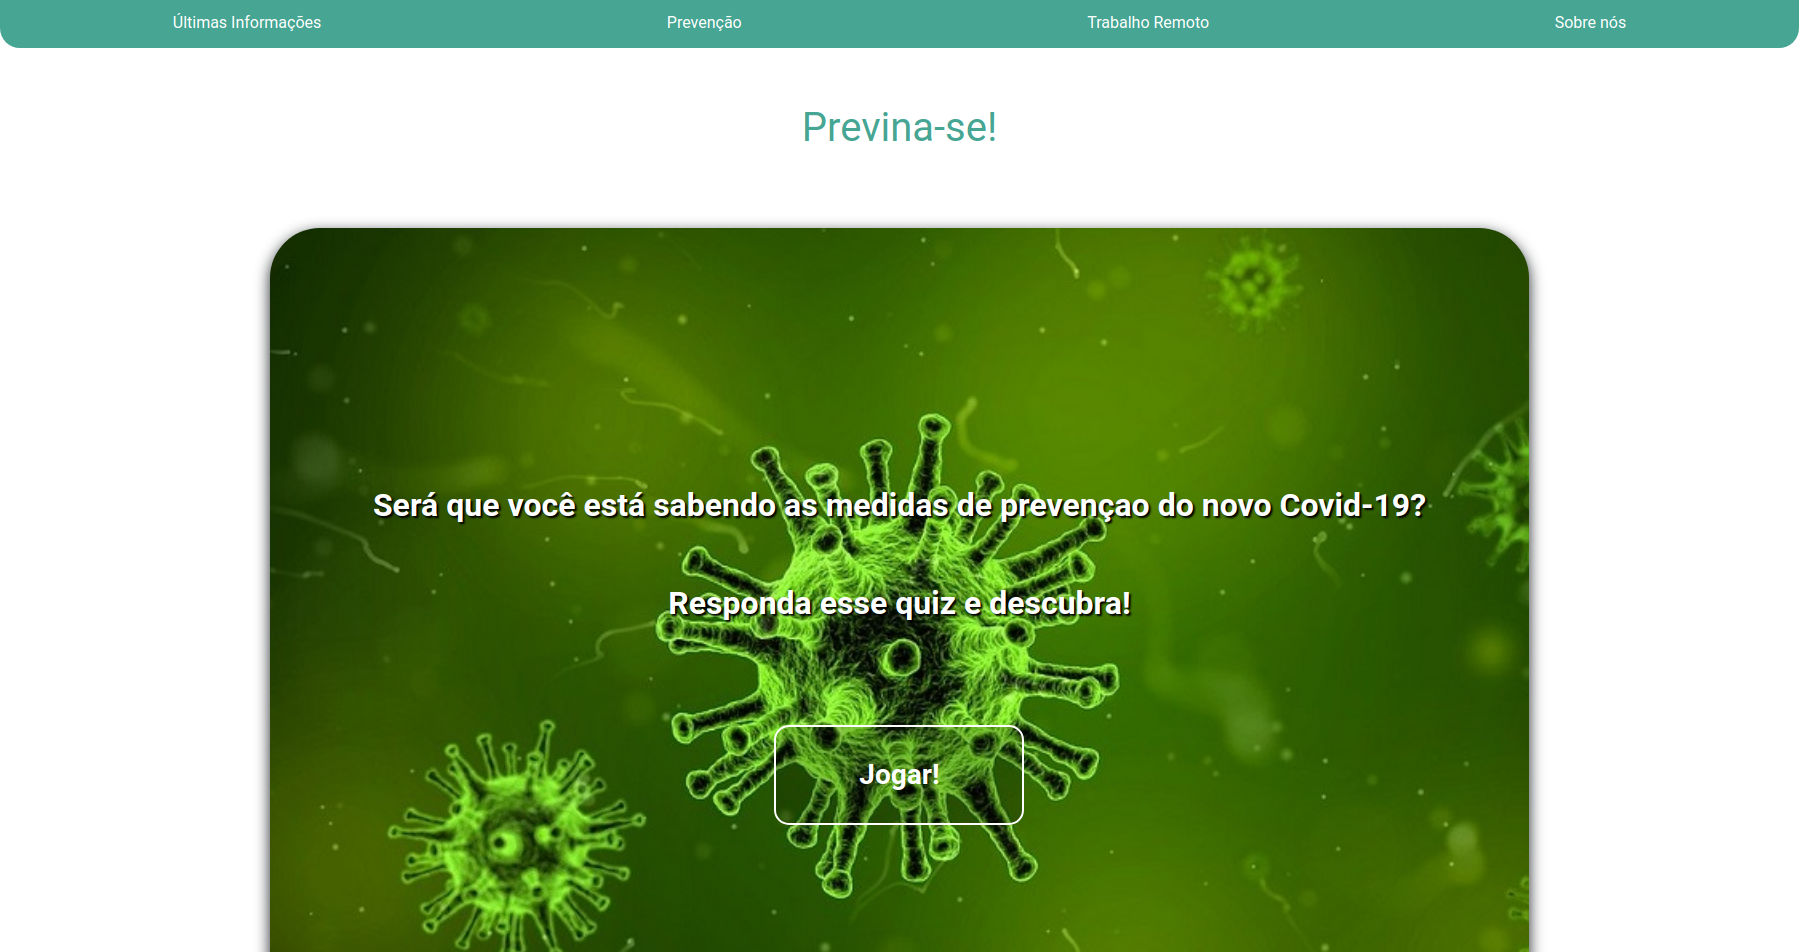 Últimas Informações Prevenção Trabalho Remoto Sobre nós
Previna-se!
Será que você está sabendo as medidas de prevençao do novo Covid-19?
Responda esse quiz e descubra!
Jogar!